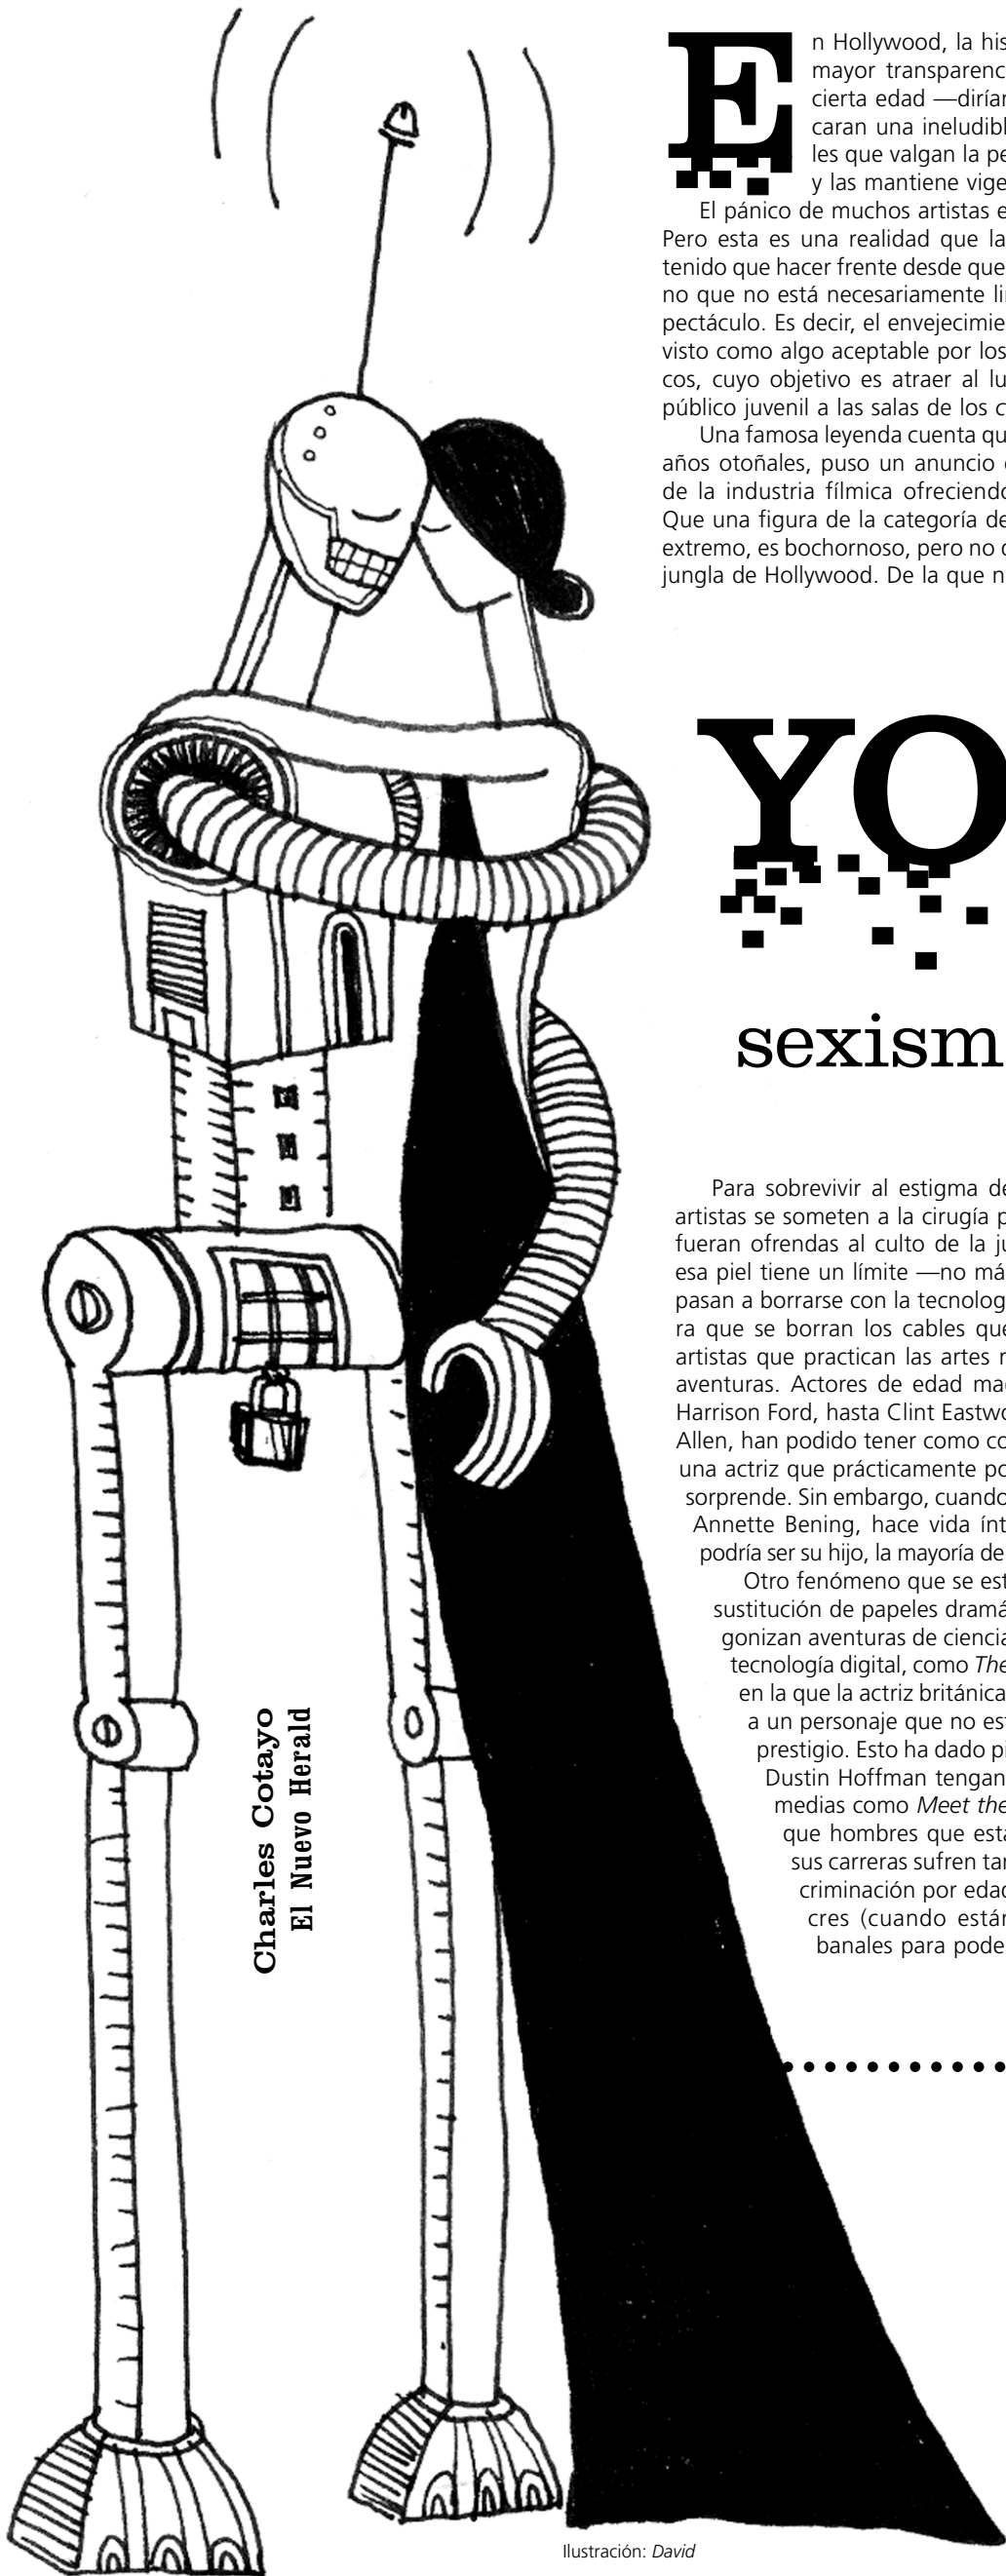 En Hollywood, la his
mayor transparenc
cierta edad —dirían
caran una ineludibl
les que valgan la pe
y las mantiene vige
El pánico de muchos artistas e
Pero esta es una realidad que la
tenido que hacer frente desde que
no que no está necesariamente li
pectáculo. Es decir, el envejecimie
visto como algo aceptable por los
cos, cuyo objetivo es atraer al lu
público juvenil a las salas de los c
Una famosa leyenda cuenta qu
años otoñales, puso un anuncio
de la industria fílmica ofreciendo
Que una figura de la categoría de
extremo, es bochornoso, pero no
jungla de Hollywood. De la que n
YO
sexism
Para sobrevivir al estigma de
artistas se someten a la cirugía p
fueran ofrendas al culto de la ju
esa piel tiene un límite —no má
pasan a borrarse con la tecnolog
ra que se borran los cables que
artistas que practican las artes
aventuras. Actores de edad mad
Harrison Ford, hasta Clint Eastwo
Allen, han podido tener como co
una actriz que prácticamente po
sorprende. Sin embargo, cuando
Annette Bening, hace vida ínt
podría ser su hijo, la mayoría de
Otro fenómeno que se est
sustitución de papeles dramá
gonizan aventuras de ciencia
tecnología digital, como The
en la que la actriz británica
a un personaje que no est
prestigio. Esto ha dado pi
Dustin Hoffman tengan
medias como Meet the
que hombres que esta
sus carreras sufren tan
criminación por edad
cres (cuando están
banales para pode
Charles Cotayo
El Nuevo Herald
Ilustración: David